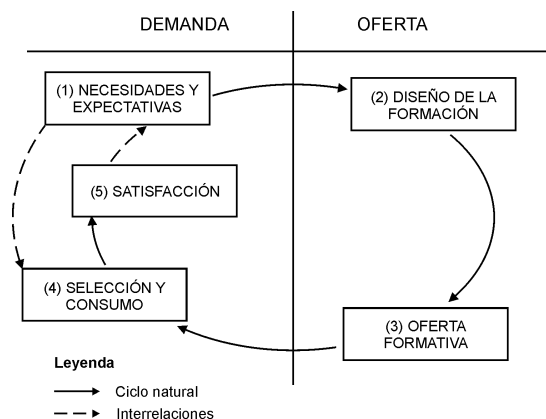 DEMANDA
OFERTA
(1) NECESIDADES Y
EXPECTATIVAS
(2) DISEÑO DE LA
FORMACIÓN
(5) SATISFACCIÓN
(4) SELECCIÓN Y
CONSUMO
(3) OFERTA
FORMATIVA
Leyenda
Ciclo natural
Interrelaciones